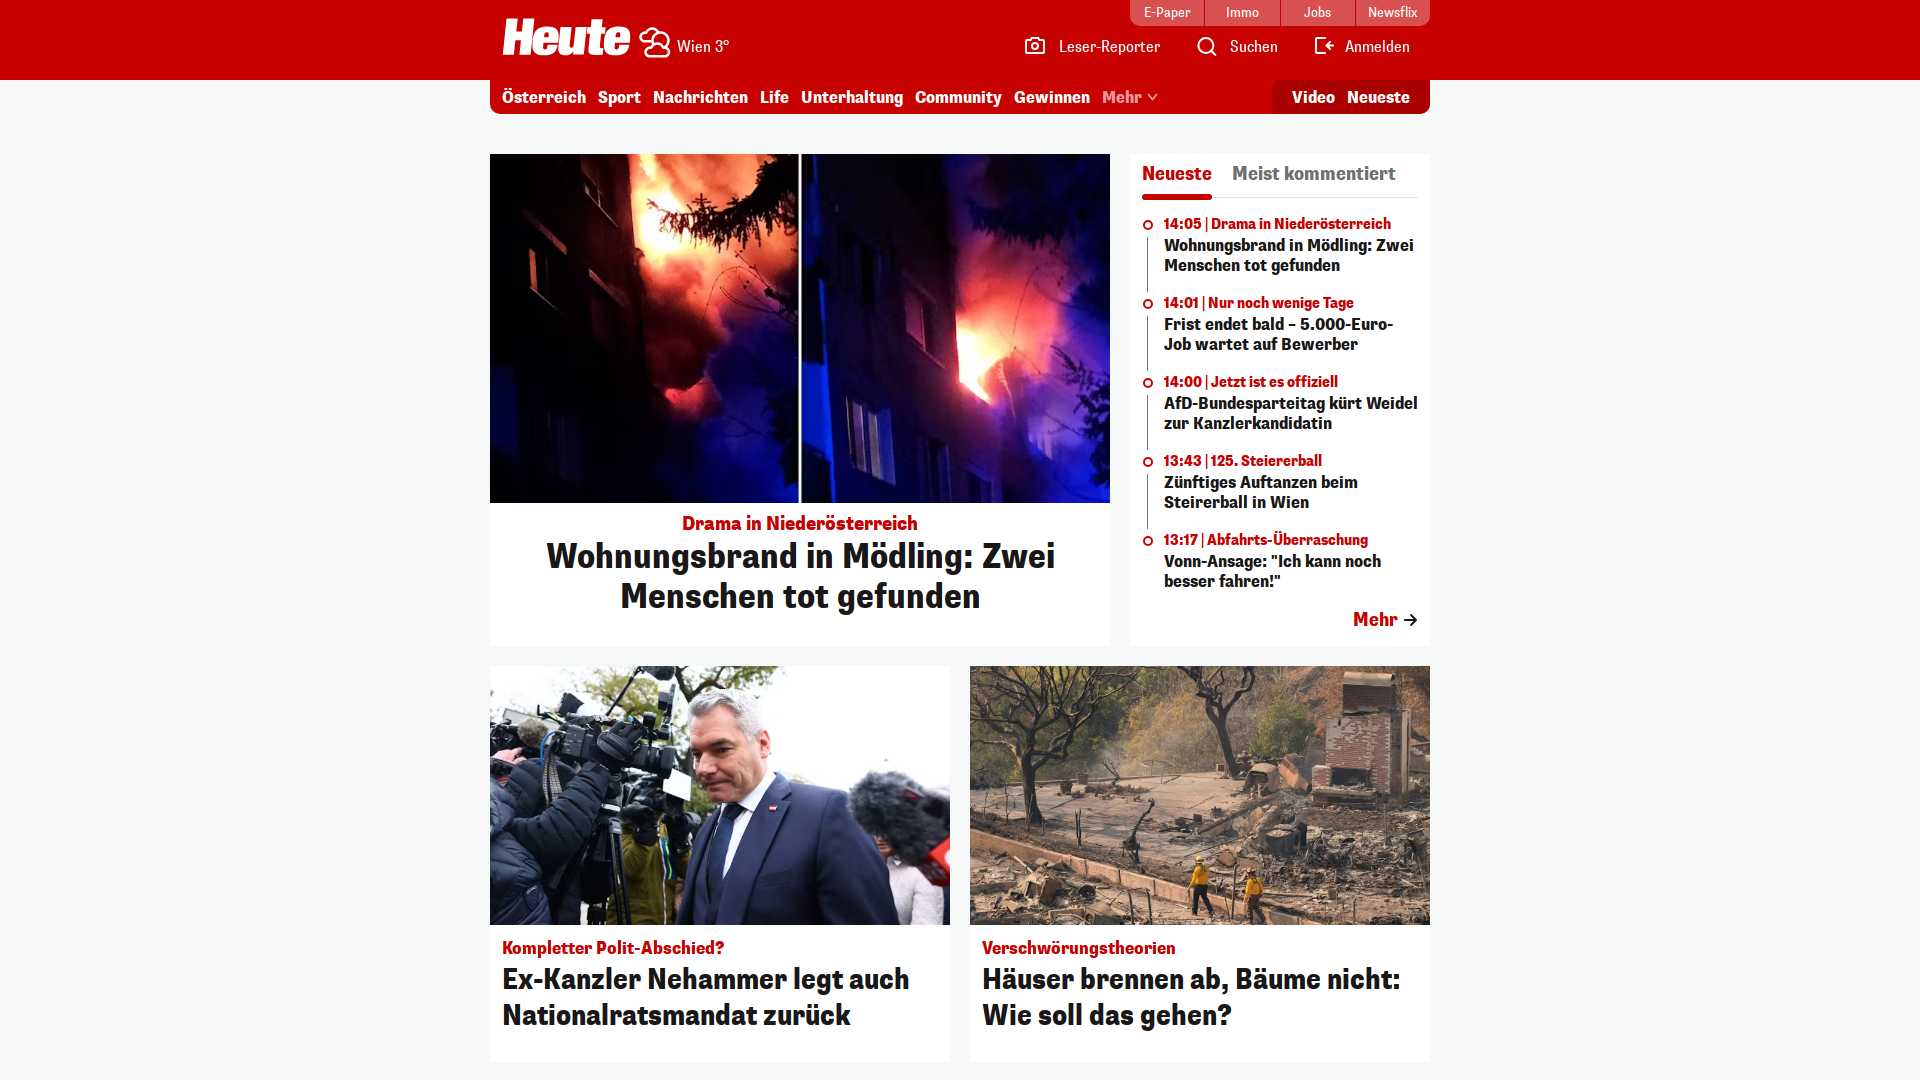 E-Paper
Immo
Jobs
Newsflix
Heute
Wien 3°
Leser-Reporter
Suchen
Anmelden
Österreich
Sport
Nachrichten
Life
Unterhaltung
Community
Gewinnen
Mehr
Video
Neueste
Drama in Niederösterreich
Wohnungsbrand in Mödling: Zwei
Menschen tot gefunden
Neueste
Meist kommentiert
14:05 | Drama in Niederösterreich
Wohnungsbrand in Mödling: Zwei
Menschen tot gefunden
14:01 | Nur noch wenige Tage
Frist endet bald – 5.000-Euro-
Job wartet auf Bewerber
14:00 | Jetzt ist es offiziell
AfD-Bundesparteitag kürt Weidel
zur Kanzlerkandidatin
13:43 | 125. Steiererball
Zünftiges Auftanzen beim
Steirerball in Wien
13:17 | Abfahrts-Überraschung
Vonn-Ansage: "Ich kann noch
besser fahren!"
Mehr
Kompletter Polit-Abschied?
Ex-Kanzler Nehammer legt auch
Nationalratsmandat zurück
Verschwörungstheorien
Häuser brennen ab, Bäume nicht:
Wie soll das gehen?